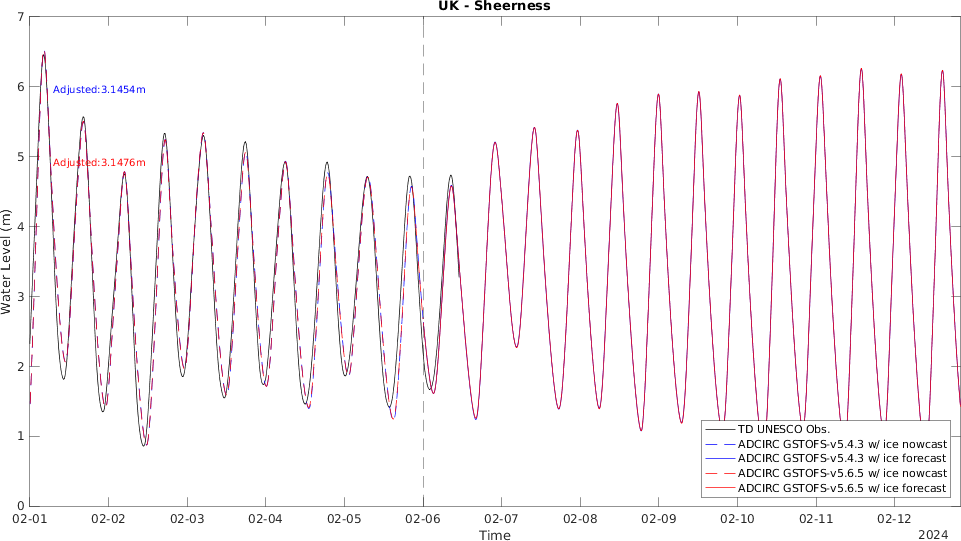 UK - Sheerness
7
6
5
4
3
2
1
0
Water Level (m)
Adjusted:3.1454m
Adjusted:3.1476m
TD UNESCO Obs.
ADCIRC GSTOFS-v5.4.3 w/ ice nowcast
ADCIRC GSTOFS-v5.4.3 w/ ice forecast
ADCIRC GSTOFS-v5.6.5 w/ ice nowcast
ADCIRC GSTOFS-v5.6.5 w/ ice forecast
02-01 02-02 02-03 02-04 02-05 02-06 02-07 02-08 02-09 02-10 02-11 02-12
Time
2024